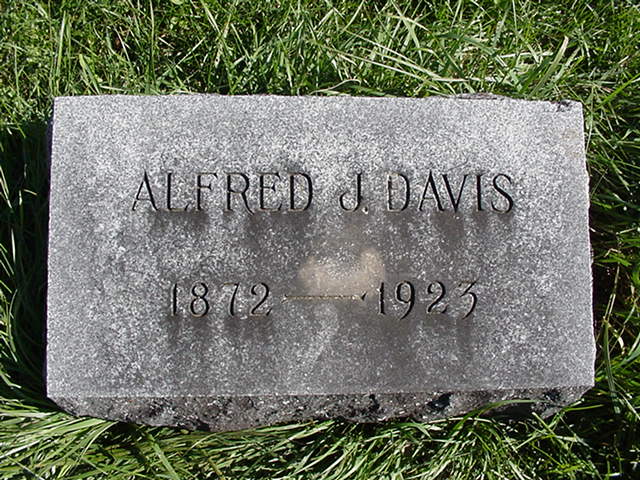 ALFRED J. DAVIS
1872 — 1923